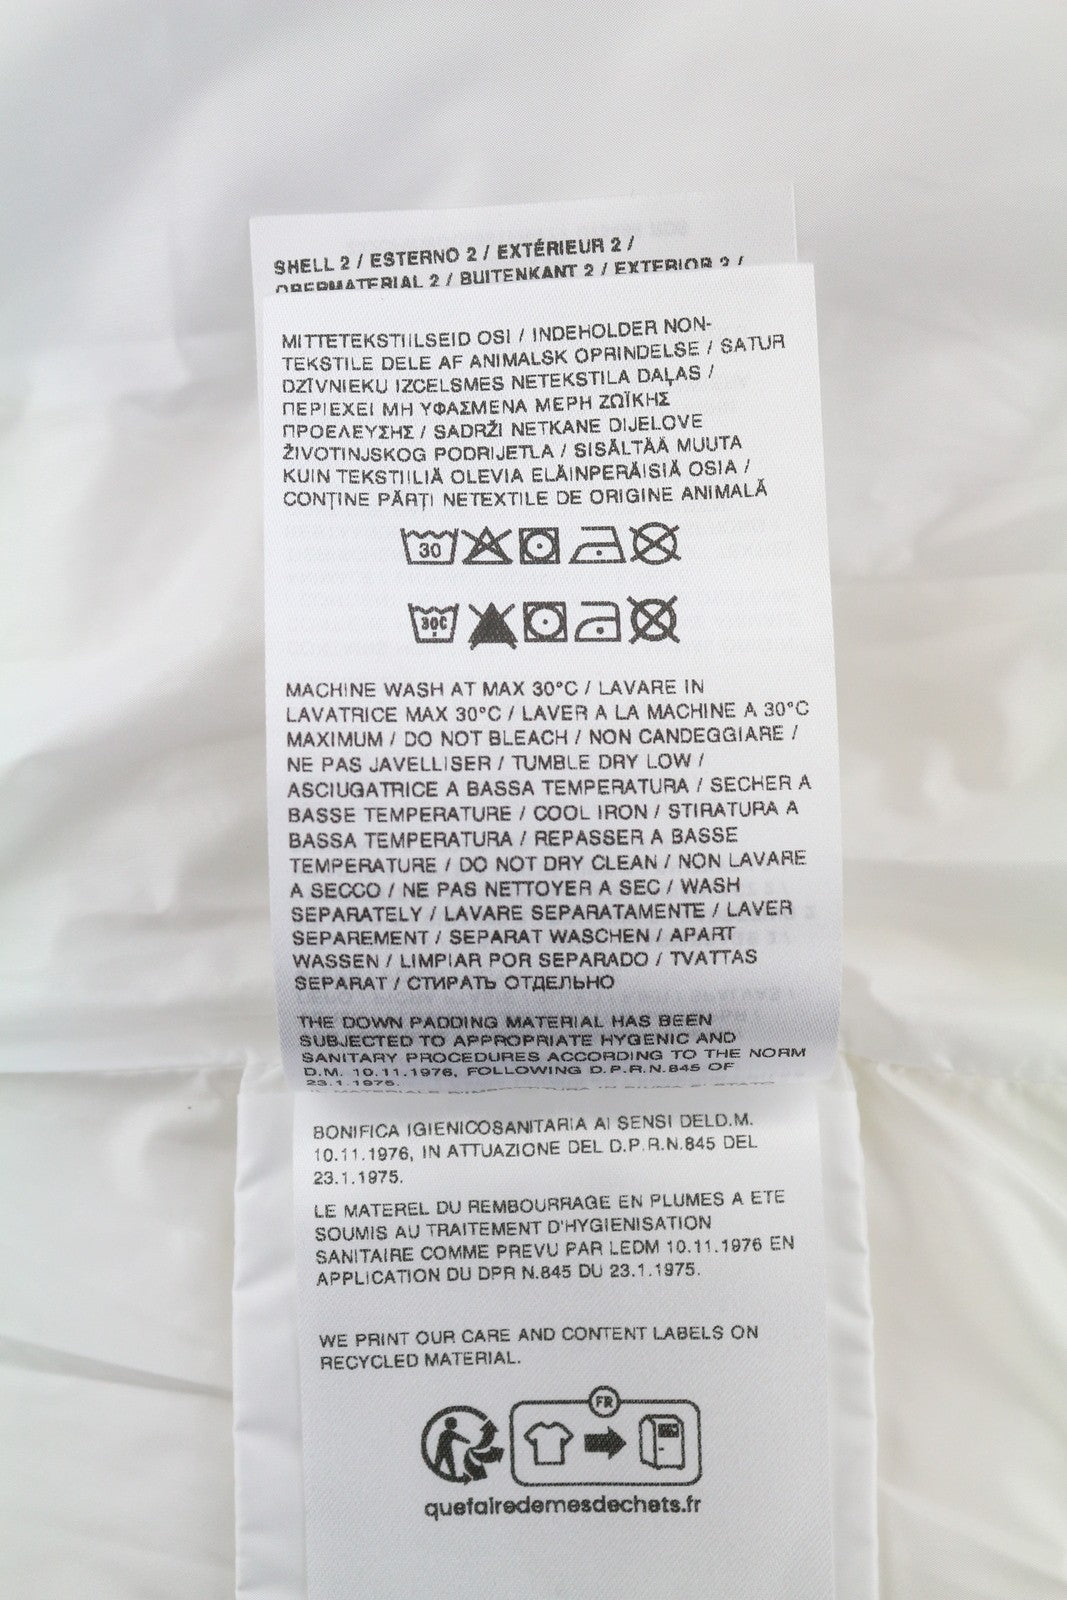 SHELL 2 / ESTERNO 2 / EXTÉRIEUR 2 /
OBERMATERIAL 2 / BUITENKANT 2 / EXTERIOR 2 /
MITTETEKSTIILSEID OSI / INDEHOLDER NON-
TEKSTILE DELE AF ANIMALSK OPRINDELSE / SATUR
DZĪVNIEKU IZCELSMES NETEKSTILA DAĻAS /
ΠΕΡΙΕΧΕΙ ΜΗ ΥΦΑΣΜΕΝΑ ΜΕΡΗ ΖΩΪΚΗΣ
ΠΡΟΕΛΕΥΣΗΣ / SADRŽI NETKANE DIJELOVE
ŽIVOTINJSKOG PODRIJETLA / SISÄLTÄÄ MUUTA
KUIN TEKSTIILIÄ OLEVIA ELÄINPERÄISIÄ OSIA /
CONȚINE PĂRȚI NETEXTILE DE ORIGINE ANIMALĂ
30
30C
MACHINE WASH AT MAX 30°C / LAVARE IN
LAVATRICE MAX 30°C / LAVER A LA MACHINE A 30°C
MAXIMUM / DO NOT BLEACH / NON CANDEGGIARE /
NE PAS JAVELLISER / TUMBLE DRY LOW /
ASCIUGATRICE A BASSA TEMPERATURA / SECHER A
BASSE TEMPERATURE / COOL IRON / STIRATURA A
BASSA TEMPERATURA / REPASSER A BASSE
TEMPERATURE / DO NOT DRY CLEAN / NON LAVARE
A SECCO / NE PAS NETTOYER A SEC / WASH
SEPARATELY / LAVARE SEPARATAMENTE / LAVER
SEPAREMENT / SEPARAT WASCHEN / APART
WASSEN / LIMPIAR POR SEPARADO / TVATTAS
SEPARAT / СТИРАТЬ ОТДЕЛЬНО
THE DOWN PADDING MATERIAL HAS BEEN
SUBJECTED TO APPROPRIATE HYGENIC AND
SANITARY PROCEDURES ACCORDING TO THE NORM
D.M. 10.11.1976, FOLLOWING D.P.R.N.845 OF
23.1.1975.
BONIFICA IGIENICOSANITARIA AI SENSI DELD.M.
10.11.1976, IN ATTUAZIONE DEL D.P.R.N.845 DEL
23.1.1975.
LE MATEREL DU REMBOURRAGE EN PLUMES A ETE
SOUMIS AU TRAITEMENT D'HYGIENISATION
SANITAIRE COMME PREVU PAR LEDM 10.11.1976 EN
APPLICATION DU DPR N.845 DU 23.1.1975.
WE PRINT OUR CARE AND CONTENT LABELS ON
RECYCLED MATERIAL.
FR
quefairedemesdechets.fr